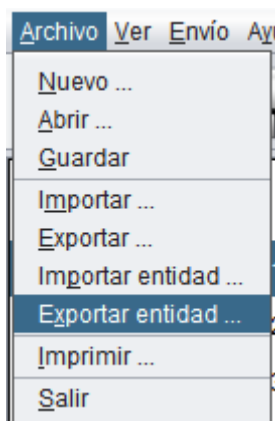 Archivo Ver Envío
Nuevo ...
Abrir ...
Guardar
Importar ...
Exportar ...
Importar entidad ...
Exportar entidad ...
Imprimir ...
Salir